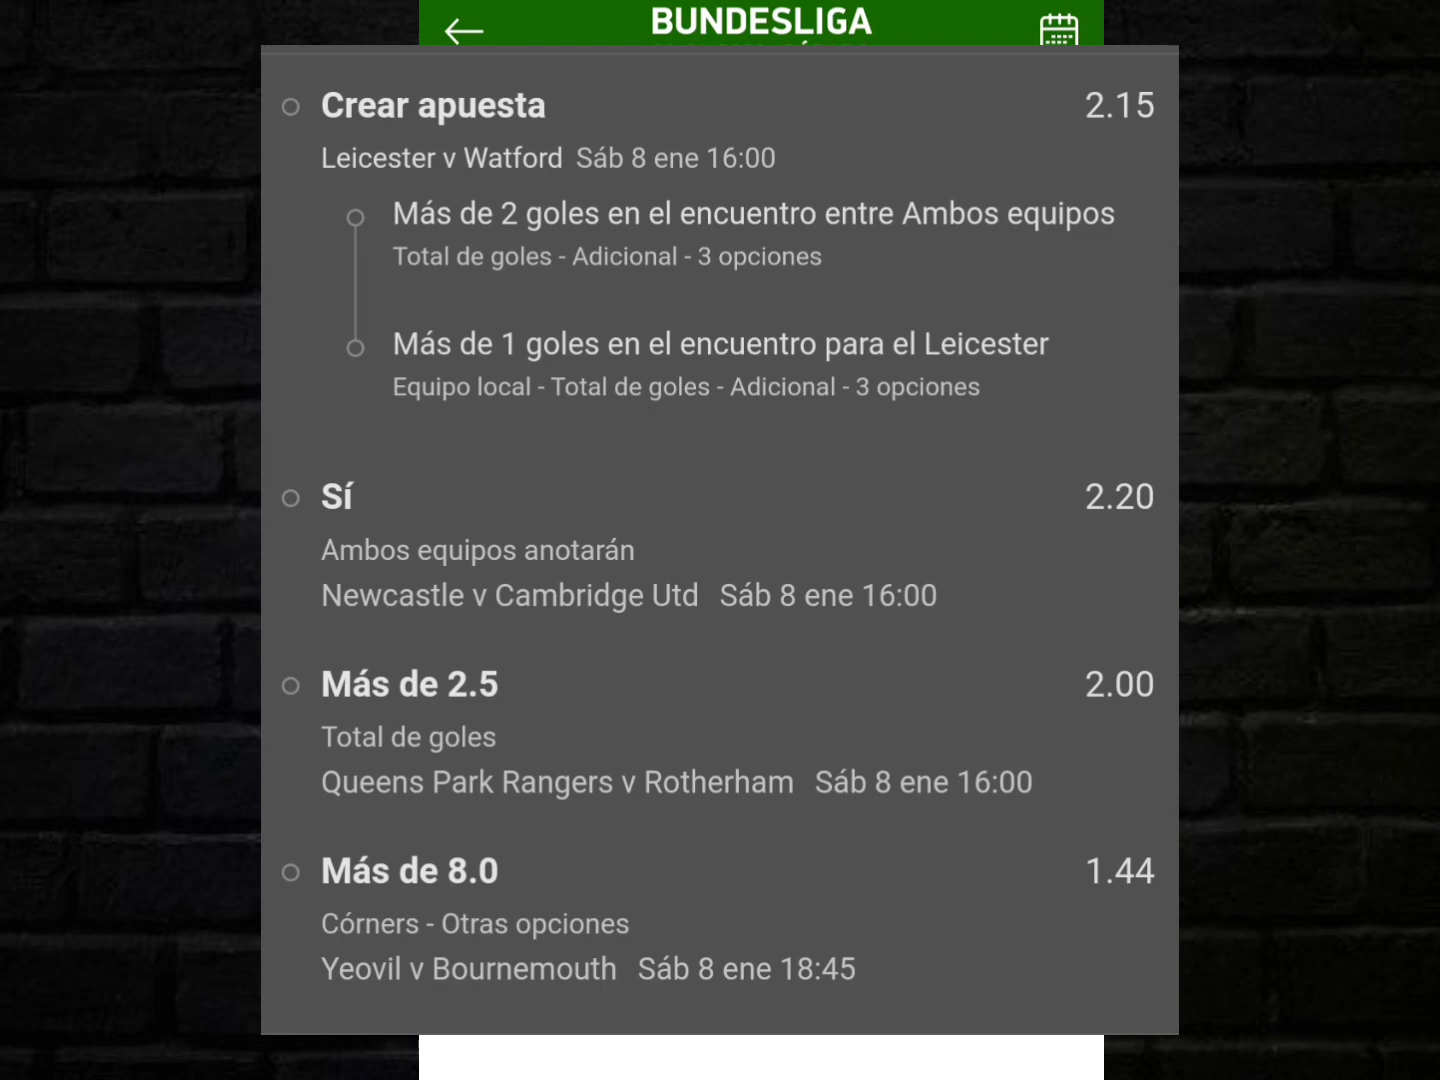 BUNDESLIGA
Crear apuesta 2.15
Leicester v Watford Sáb 8 ene 16:00
Más de 2 goles en el encuentro entre Ambos equipos
Total de goles - Adicional - 3 opciones
Más de 1 goles en el encuentro para el Leicester
Equipo local - Total de goles - Adicional - 3 opciones
Sí 2.20
Ambos equipos anotarán
Newcastle v Cambridge Utd Sáb 8 ene 16:00
Más de 2.5 2.00
Total de goles
Queens Park Rangers v Rotherham Sáb 8 ene 16:00
Más de 8.0 1.44
Córners - Otras opciones
Yeovil v Bournemouth Sáb 8 ene 18:45